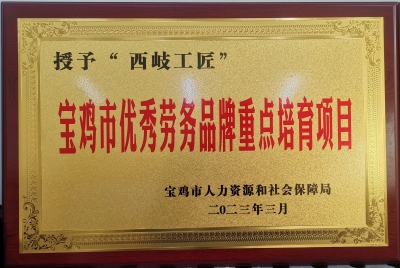 授予“西岐工匠”
宝鸡市优秀劳务品牌重点培育项目
宝鸡市人力资源和社会保障局
二〇二三年三月